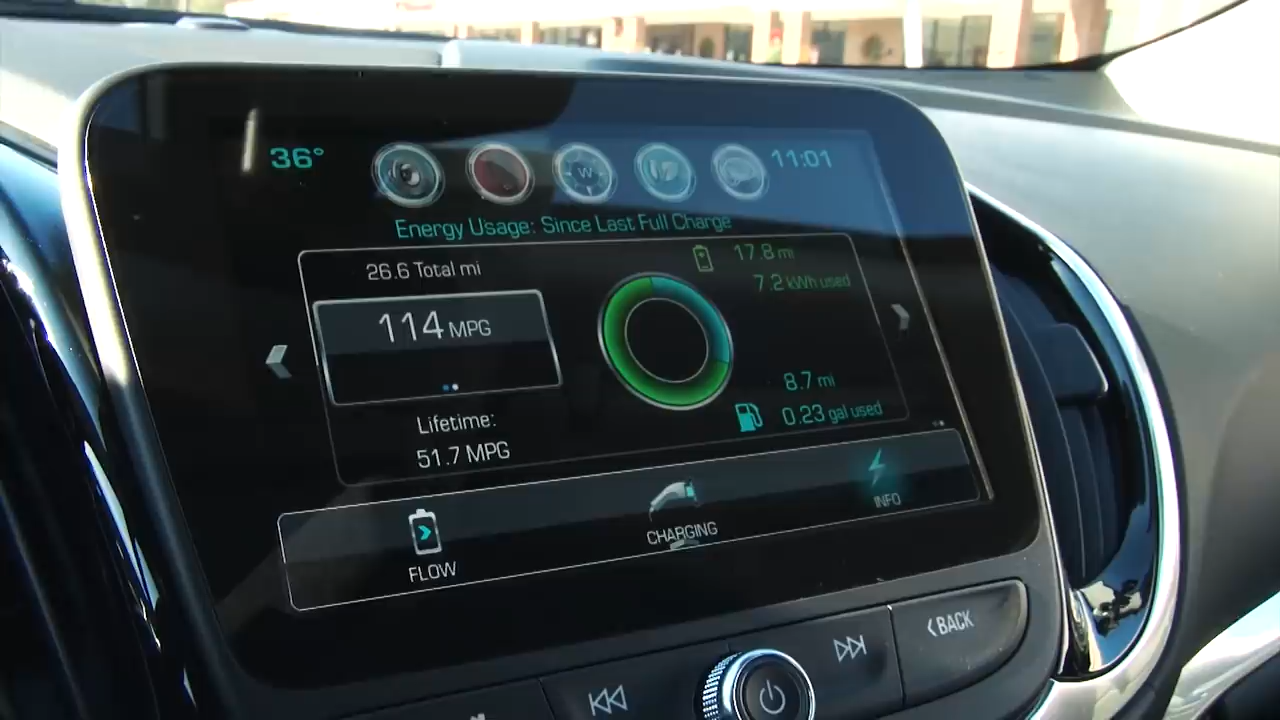 36°
W
11:01
Energy Usage: Since Last Full Charge
26.6 Total mi
17.8 mi
7.2 kWh used
114 MPG
8.7 mi
0.23 gal used
Lifetime:
51.7 MPG
FLOW
CHARGING
INFO
BACK